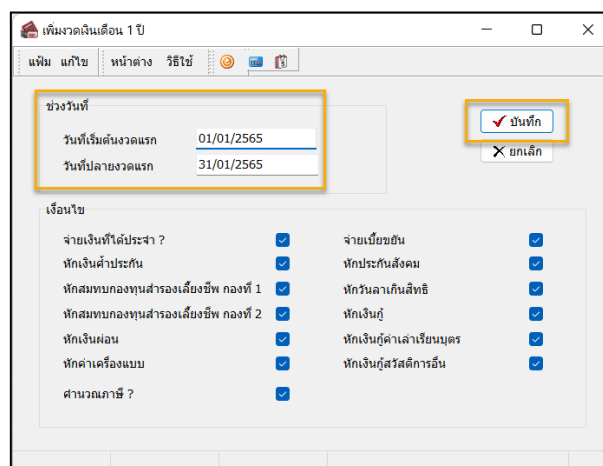 เพิ่มงวดเงินเดือน 1 ปี
แฟ้ม แก้ไข หน้าต่าง วิธีใช้
ช่วงวันที่
วันที่เริ่มต้นงวดแรก 01/01/2565
วันที่ปลายงวดแรก 31/01/2565
บันทึก
ยกเลิก
เงื่อนไข
จ่ายเงินที่ได้ประจำ ? จ่ายเบี้ยขยัน
หักเงินค้ำประกัน หักประกันสังคม
หักสมทบกองทุนสำรองเลี้ยงชีพ กองที่ 1 หักวันลาเกินสิทธิ
หักสมทบกองทุนสำรองเลี้ยงชีพ กองที่ 2 หักเงินกู้
หักเงินผ่อน หักเงินกู้ค่าเล่าเรียนบุตร
หักค่าเครื่องแบบ หักเงินกู้สวัสดิการอื่น
คำนวณภาษี ?